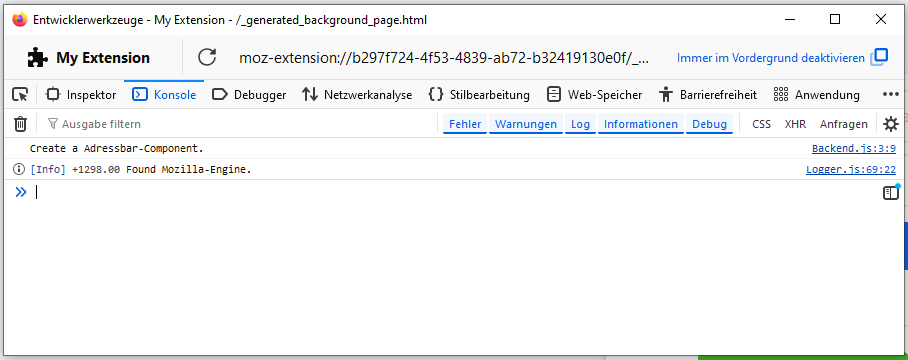 Entwicklerwerkzeuge - My Extension - /_generated_background_page.html
My Extension moz-extension://b297f724-4f53-4839-ab72-b32419130e0f/_... Immer im Vordergrund deaktivieren
Inspektor Konsole Debugger Netzwerkanalyse Stilbearbeitung Web-Speicher Barrierefreiheit Anwendung
Ausgabe filtern Fehler Warnungen Log Informationen Debug CSS XHR Anfragen
Create a Adressbar-Component. Backend.js:3:9
[Info] +1298.00 Found Mozilla-Engine. Logger.js:69:22